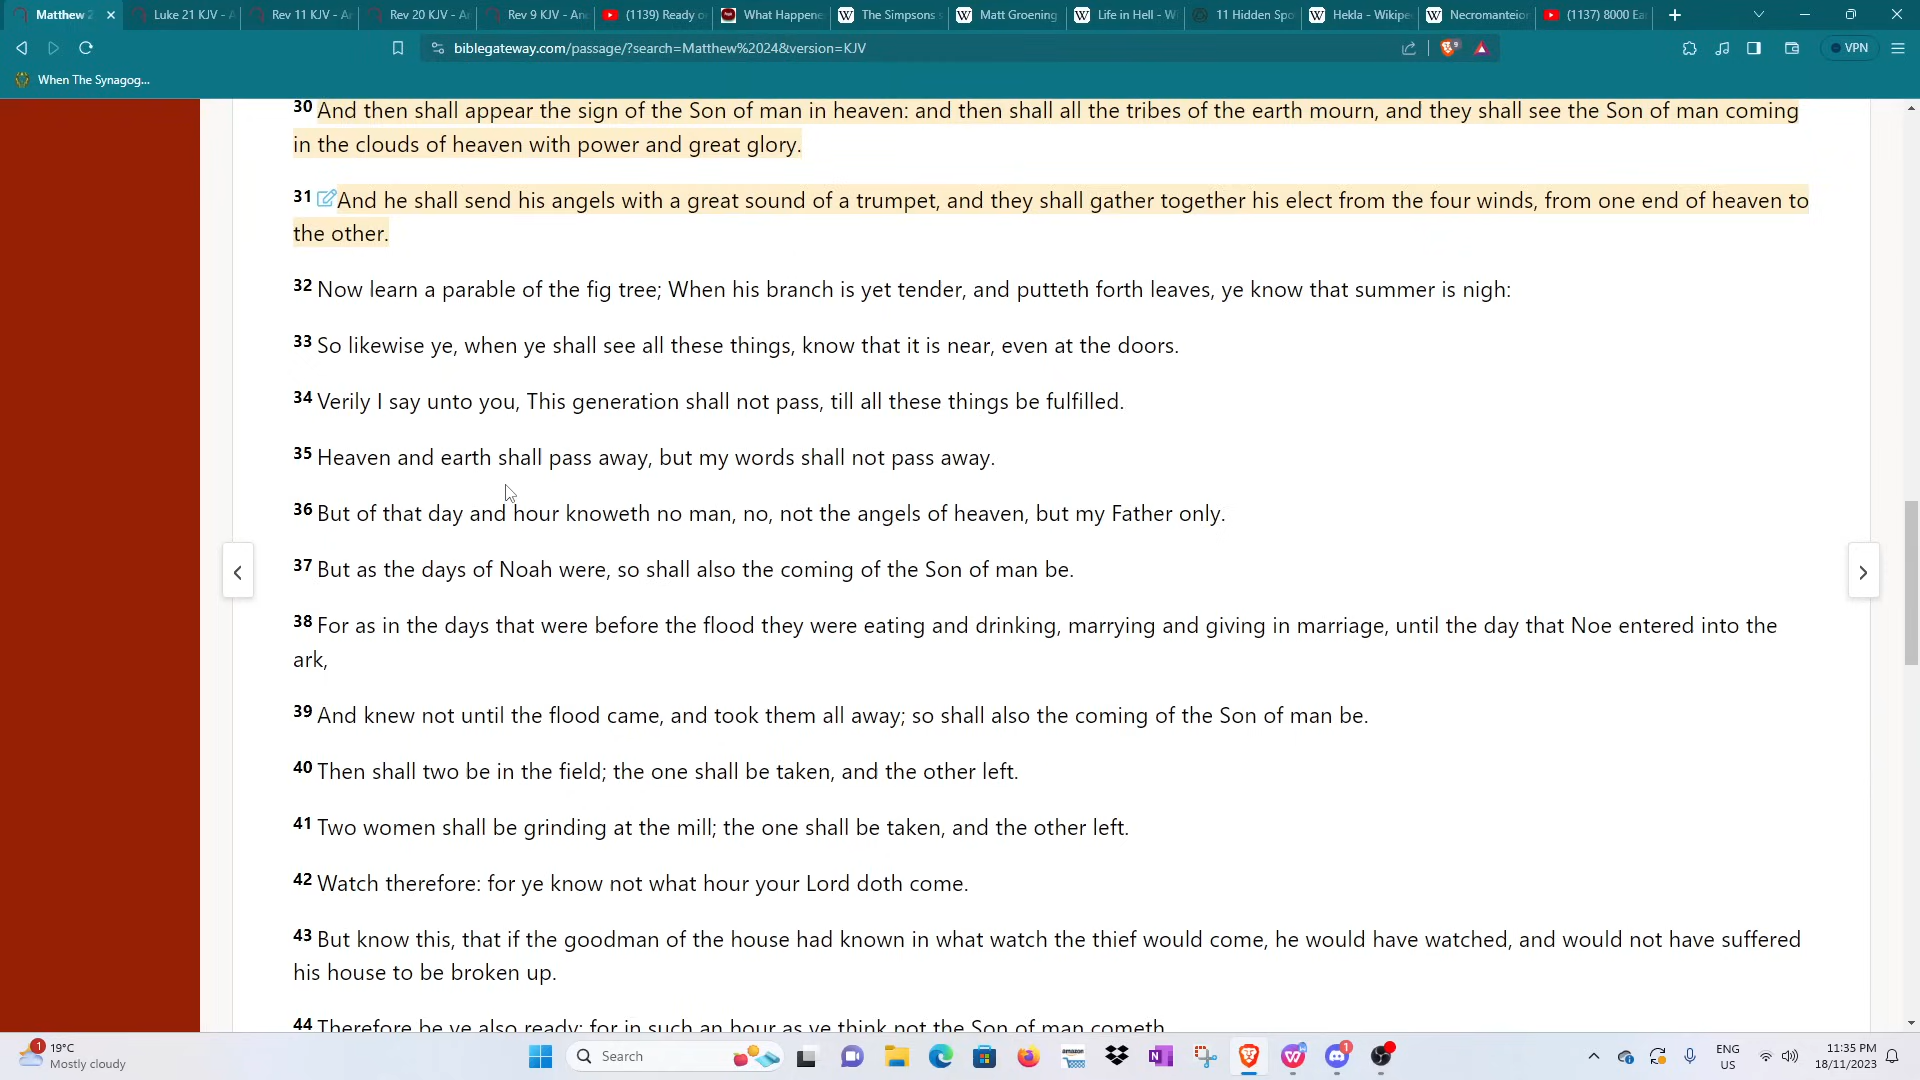 Matthew 2
Luke 21 KJV - A
Rev 11 KJV - A
Rev 20 KJV - A
Rev 9 KJV - An
(1139) Ready o
What Happene
The Simpsons s
Matt Groening
Life in Hell - Wi
11 Hidden Spo
Hekla - Wikipe
Necromanteion
(1137) 8000 Ea
biblegateway.com/passage/?search=Matthew%2024&version=KJV
9
VPN
When The Synagog...
30 And then shall appear the sign of the Son of man in heaven: and then shall all the tribes of the earth mourn, and they shall see the Son of man coming
in the clouds of heaven with power and great glory.
31 And he shall send his angels with a great sound of a trumpet, and they shall gather together his elect from the four winds, from one end of heaven to
the other.
32 Now learn a parable of the fig tree; When his branch is yet tender, and putteth forth leaves, ye know that summer is nigh:
33 So likewise ye, when ye shall see all these things, know that it is near, even at the doors.
34 Verily I say unto you, This generation shall not pass, till all these things be fulfilled.
35 Heaven and earth shall pass away, but my words shall not pass away.
36 But of that day and hour knoweth no man, no, not the angels of heaven, but my Father only.
37 But as the days of Noah were, so shall also the coming of the Son of man be.
38 For as in the days that were before the flood they were eating and drinking, marrying and giving in marriage, until the day that Noe entered into the
ark,
39 And knew not until the flood came, and took them all away; so shall also the coming of the Son of man be.
40 Then shall two be in the field; the one shall be taken, and the other left.
41 Two women shall be grinding at the mill; the one shall be taken, and the other left.
42 Watch therefore: for ye know not what hour your Lord doth come.
43 But know this, that if the goodman of the house had known in what watch the thief would come, he would have watched, and would not have suffered
his house to be broken up.
44 Therefore be ye also ready: for in such an hour as ye think not the Son of man cometh.
1
19°C
Mostly cloudy
Search
amazon
1
ENG
US
11:35 PM
18/11/2023